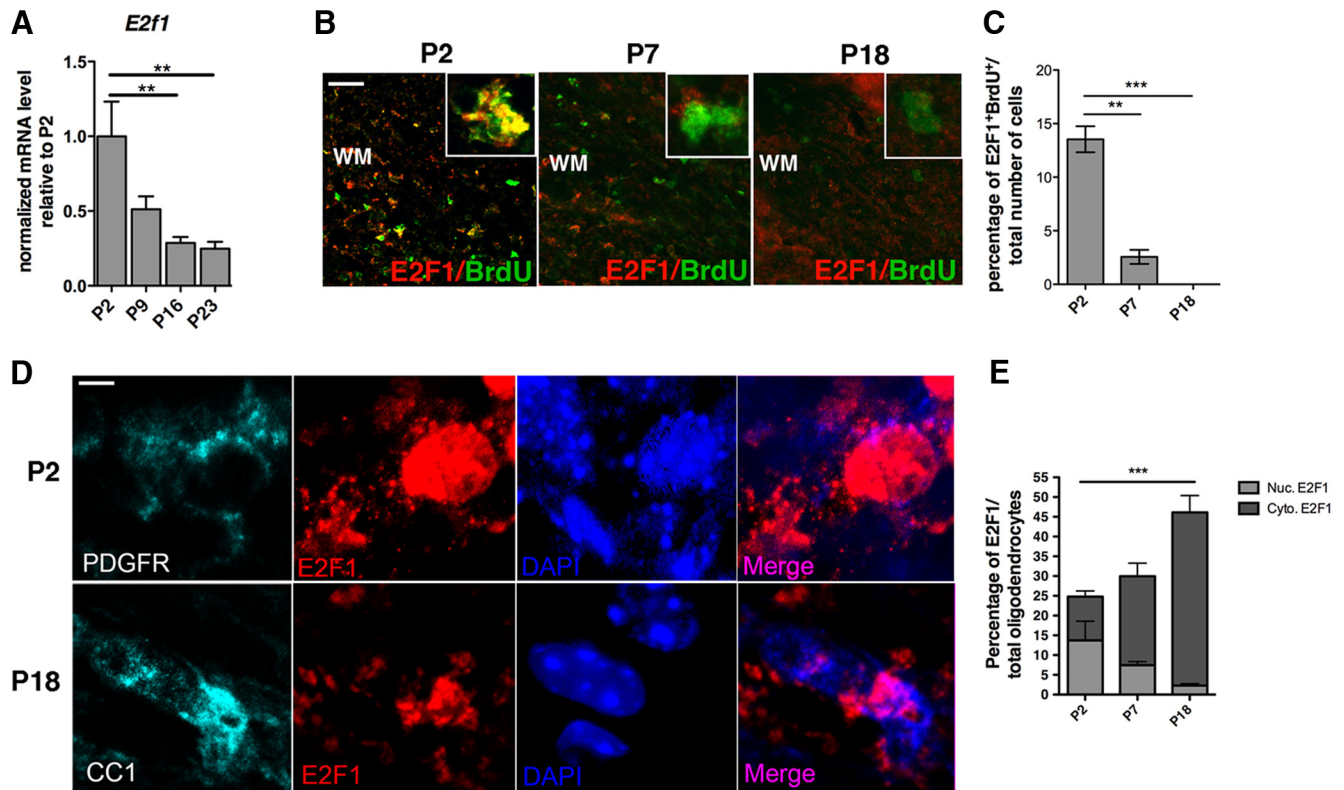 A
E2f1
normalized mRNA level
relative to P2
1.5
1.0
0.5
0.0
**
**
P2
P9
P16
P23
B
P2
P7
P18
WM
WM
WM
E2F1/BrdU
E2F1/BrdU
E2F1/BrdU
C
percentage of E2F1+BrdU+/
total number of cells
20
15
10
5
0
***
**
P2
P7
P18
D
P2
PDGFR
E2F1
DAPI
Merge
P18
CC1
E2F1
DAPI
Merge
E
Percentage of E2F1/
total oligodendrocytes
55
50
45
40
35
30
25
20
15
10
5
0
***
P2
P7
P18
Nuc. E2F1
Cyto. E2F1